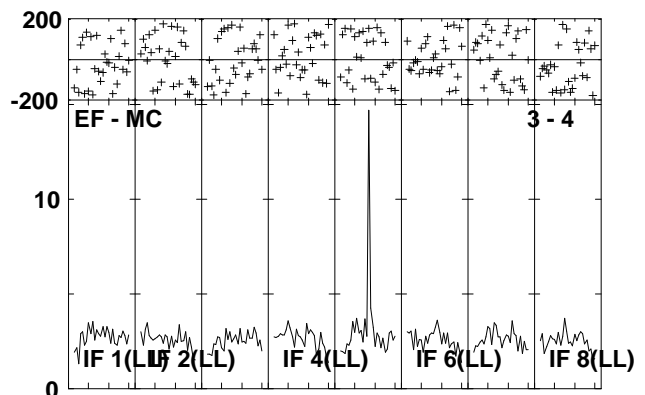 200
-200
EF - MC 3 - 4
10
IF 1(LL) IF 2(LL) IF 4(LL) IF 6(LL) IF 8(LL)
0